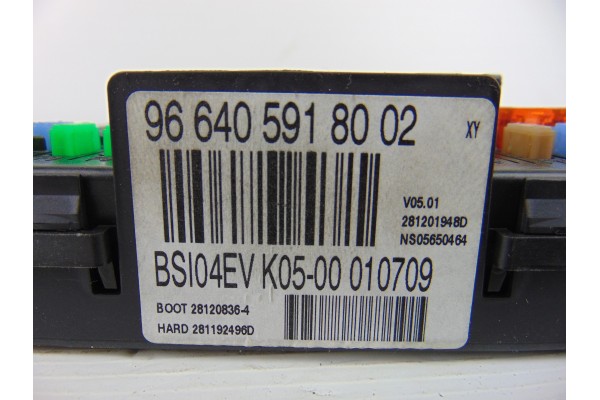 96 640 591 80 02
XY
V05.01
281201948D
NS05650464
BSI04EV K05-00 010709
BOOT 28120836-4
HARD 281192496D